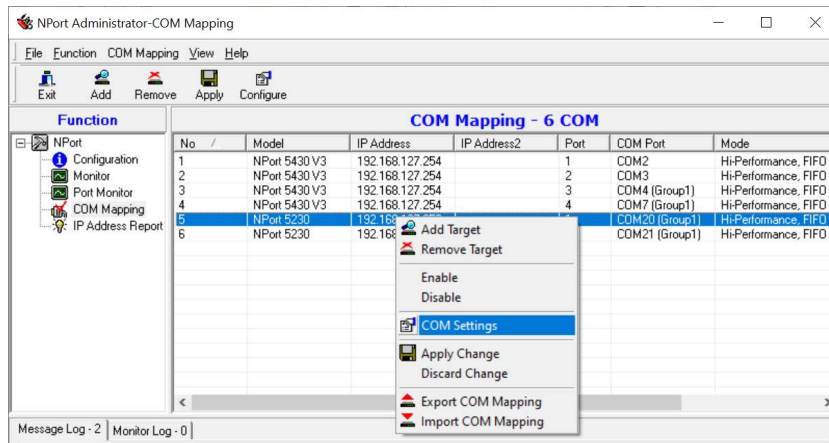 NPort Administrator-COM Mapping
File Function COM Mapping View Help
Exit Add Remove Apply Configure
Function
COM Mapping - 6 COM
NPort
Configuration
Monitor
Port Monitor
COM Mapping
IP Address Report
No / Model IP Address IP Address2 Port COM Port Mode
1 NPort 5430 V3 192.168.127.254 1 COM2 Hi-Performance, FIFO
2 NPort 5430 V3 192.168.127.254 2 COM3 Hi-Performance, FIFO
3 NPort 5430 V3 192.168.127.254 3 COM4 (Group1) Hi-Performance, FIFO
4 NPort 5430 V3 192.168.127.254 4 COM7 (Group1) Hi-Performance, FIFO
5 NPort 5230 COM20 (Group1) Hi-Performance, FIFO
6 NPort 5230 192.168 COM21 (Group1) Hi-Performance, FIFO
Add Target
Remove Target
Enable
Disable
COM Settings
Apply Change
Discard Change
Export COM Mapping
Import COM Mapping
Message Log - 2 Monitor Log - 0